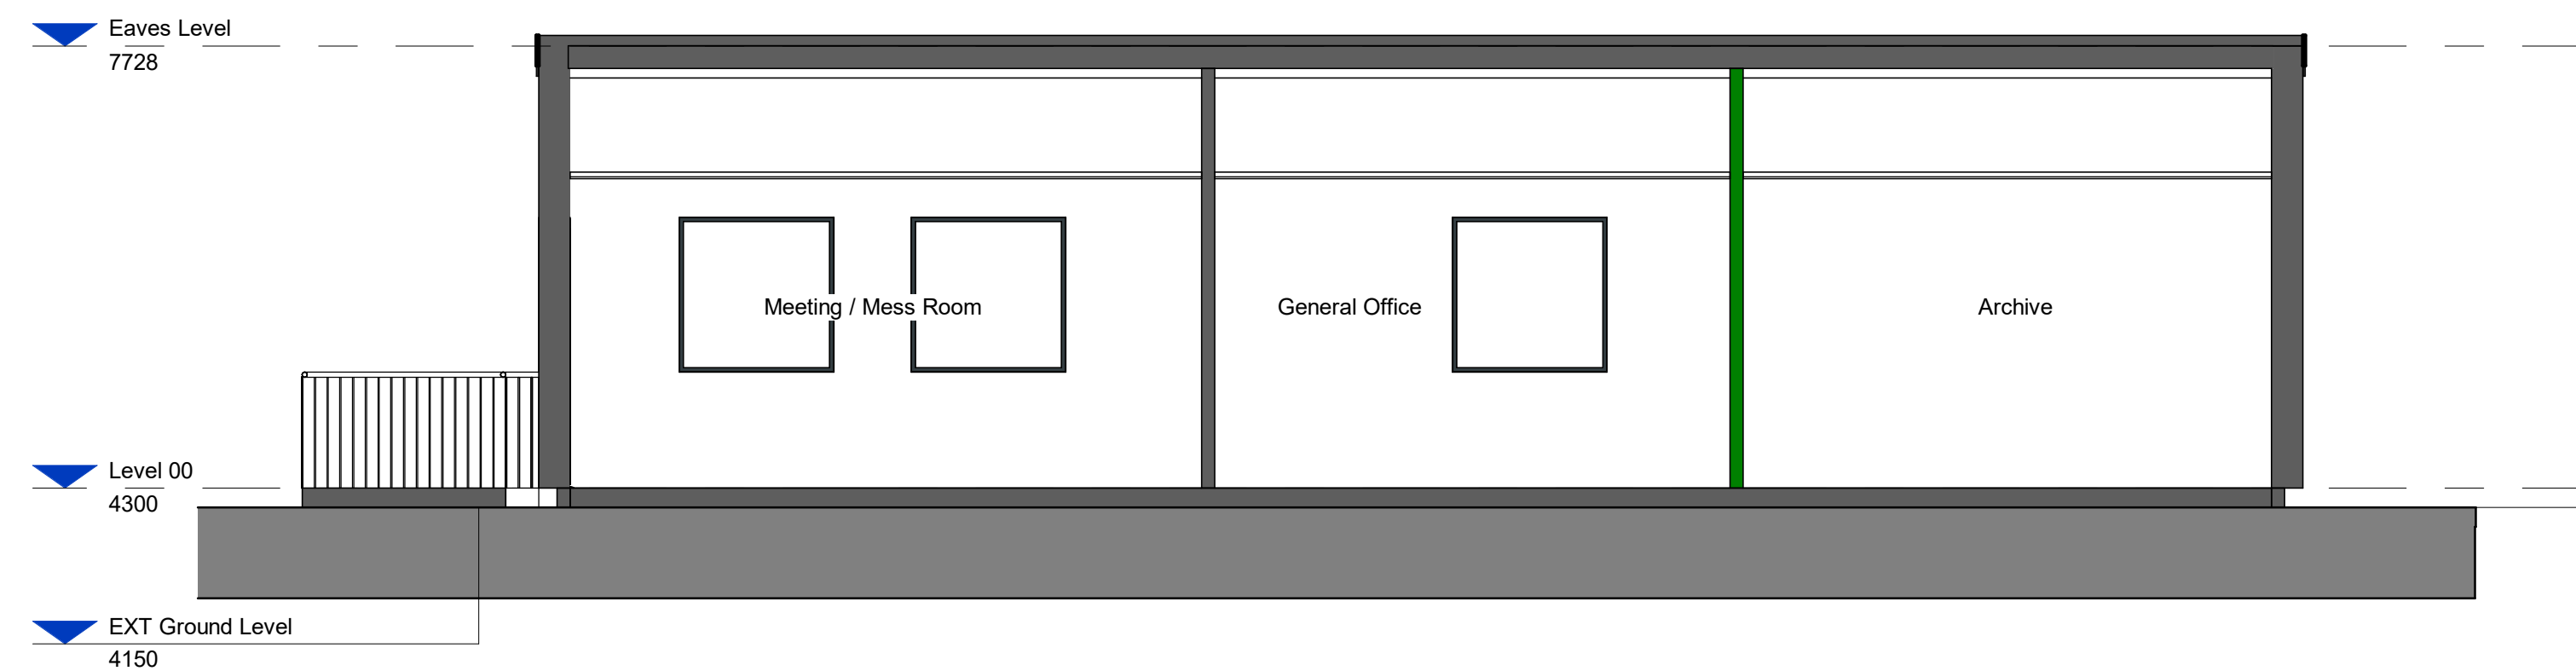 Eaves Level
7728
Meeting / Mess Room
General Office
Archive
Level 00
4300
EXT Ground Level
4150